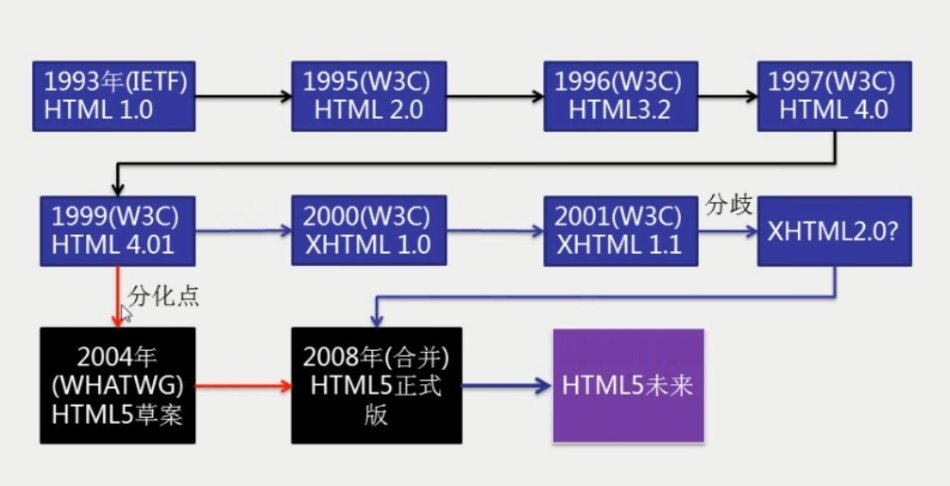 1993年(IETF)
HTML 1.0
1995(W3C)
HTML 2.0
1996(W3C)
HTML3.2
1997(W3C)
HTML 4.0
1999(W3C)
HTML 4.01
2000(W3C)
XHTML 1.0
2001(W3C)
XHTML 1.1
分歧
XHTML2.0?
分化点
2004年
(WHATWG)
HTML5草案
2008年(合并)
HTML5正式
版
HTML5未来